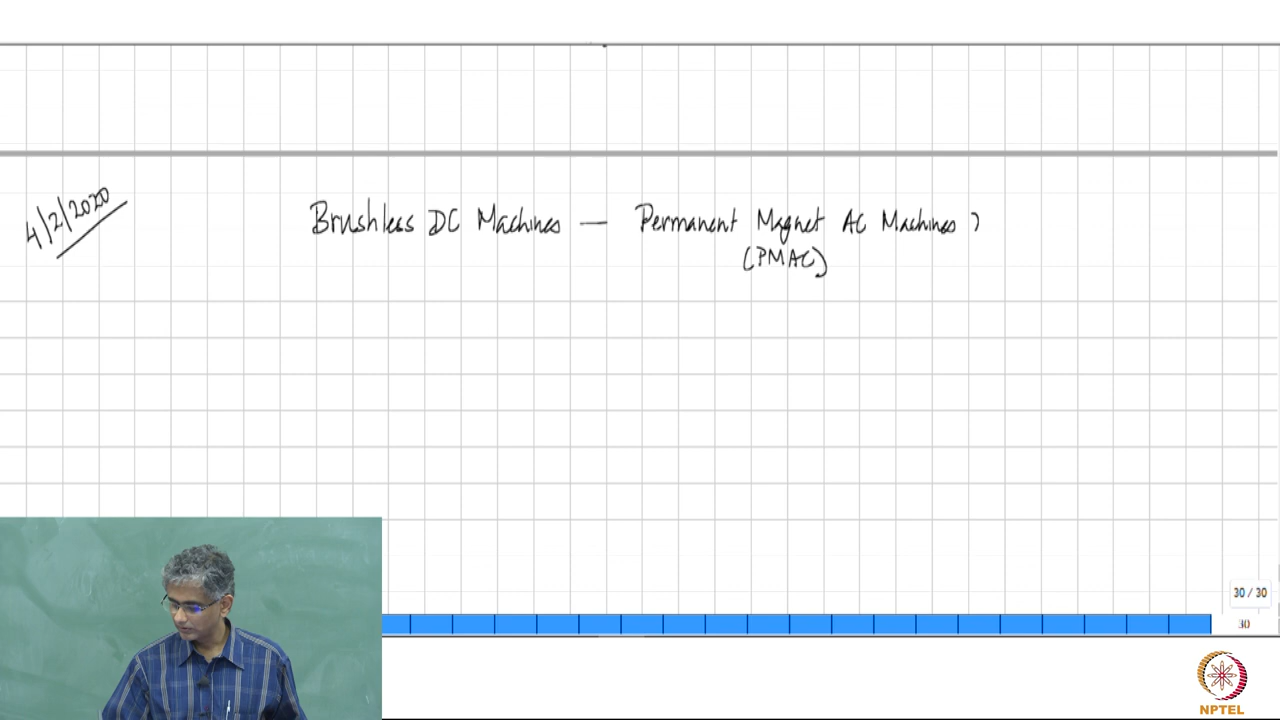 4/2/2020
Brushless DC Machines — Permanent Magnet AC Machines ?
(PMAC)
30 / 30
30
NPTEL